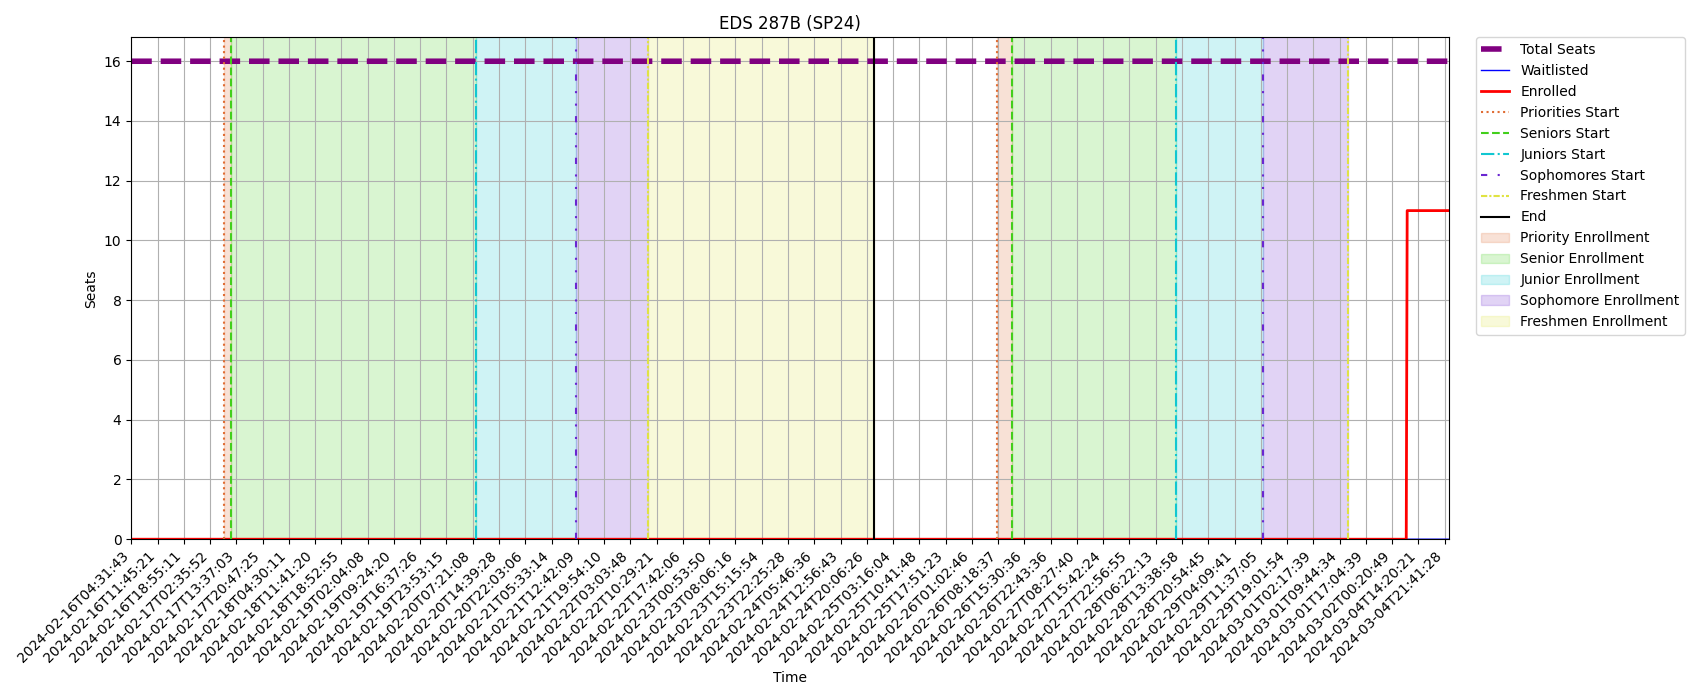 EDS 287B (SP24)
Seats
16
14
12
10
8
6
4
2
0
2024-02-16T04:31:43
2024-02-16T11:45:21
2024-02-16T18:55:11
2024-02-17T02:35:52
2024-02-17T13:37:03
2024-02-17T20:47:25
2024-02-18T04:30:11
2024-02-18T11:41:20
2024-02-18T18:52:55
2024-02-19T02:04:08
2024-02-19T09:24:20
2024-02-19T16:37:26
2024-02-19T23:53:15
2024-02-20T07:21:08
2024-02-20T14:39:28
2024-02-20T22:03:06
2024-02-21T05:33:14
2024-02-21T12:42:09
2024-02-21T19:54:10
2024-02-22T03:03:48
2024-02-22T10:29:21
2024-02-22T17:42:06
2024-02-23T00:53:50
2024-02-23T08:06:16
2024-02-23T15:15:54
2024-02-23T22:25:28
2024-02-24T05:46:36
2024-02-24T12:56:43
2024-02-24T20:06:26
2024-02-25T03:16:04
2024-02-25T10:41:48
2024-02-25T17:51:23
2024-02-26T01:02:46
2024-02-26T08:18:37
2024-02-26T15:30:36
2024-02-26T22:43:36
2024-02-27T08:27:40
2024-02-27T15:42:24
2024-02-27T22:56:55
2024-02-28T06:22:13
2024-02-28T13:38:58
2024-02-28T20:54:45
2024-02-29T04:09:41
2024-02-29T11:37:05
2024-02-29T19:01:54
2024-03-01T02:17:39
2024-03-01T09:44:34
2024-03-01T17:04:39
2024-03-02T00:20:49
2024-03-04T14:20:21
2024-03-04T21:41:28
Time
Total Seats
Waitlisted
Enrolled
Priorities Start
Seniors Start
Juniors Start
Sophomores Start
Freshmen Start
End
Priority Enrollment
Senior Enrollment
Junior Enrollment
Sophomore Enrollment
Freshmen Enrollment